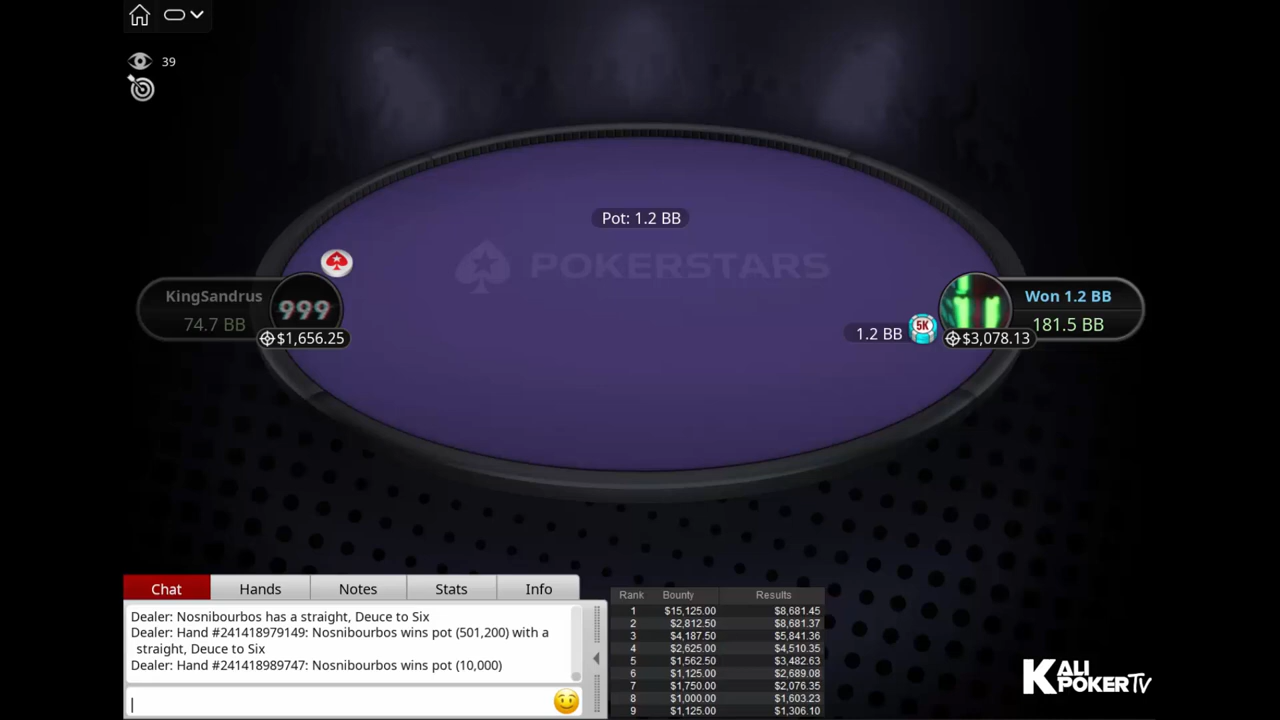 39
Pot: 1.2 BB
POKERSTARS
KingSandrus
74.7 BB
999
$1,656.25
1.2 BB
5K
Won 1.2 BB
181.5 BB
$3,078.13
Chat Hands Notes Stats Info
Dealer: Nosnibourbos has a straight, Deuce to Six
Dealer: Hand #241418979149: Nosnibourbos wins pot (501,200) with a
straight, Deuce to Six
Dealer: Hand #241418989747: Nosnibourbos wins pot (10,000)
Rank Bounty Results
1 $15,125.00 $8,681.45
2 $2,812.50 $8,681.37
3 $4,187.50 $5,841.36
4 $2,625.00 $4,510.35
5 $1,562.50 $3,482.63
6 $1,125.00 $2,689.08
7 $1,750.00 $2,076.35
8 $1,000.00 $1,603.23
9 $1,125.00 $1,306.10
KALI
POKERTV